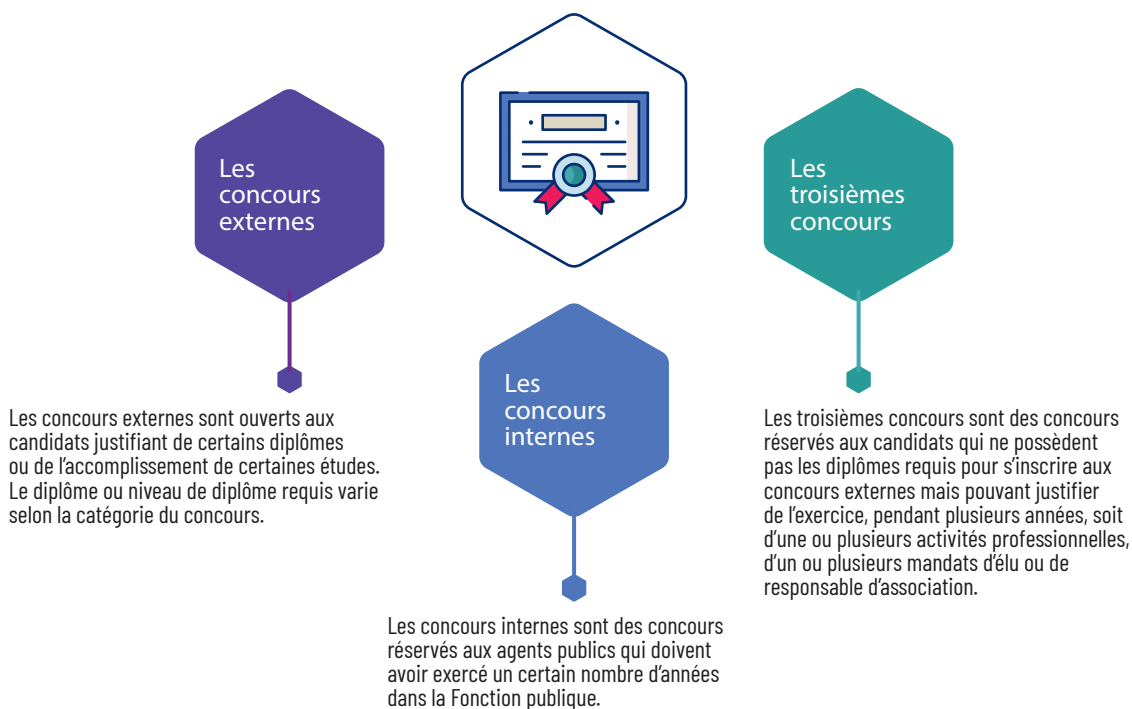 Les
concours
externes
Les concours externes sont ouverts aux
candidats justifiant de certains diplômes
ou de l’accomplissement de certaines études.
Le diplôme ou niveau de diplôme requis varie
selon la catégorie du concours.
Les
concours
internes
Les concours internes sont des concours
réservés aux agents publics qui doivent
avoir exercé un certain nombre d’années
dans la Fonction publique.
Les
troisièmes
concours
Les troisièmes concours sont des concours
réservés aux candidats qui ne possèdent
pas les diplômes requis pour s’inscrire aux
concours externes mais pouvant justifier
de l’exercice, pendant plusieurs années, soit
d’une ou plusieurs activités professionnelles,
d’un ou plusieurs mandats d’élu ou de
responsable d’association.